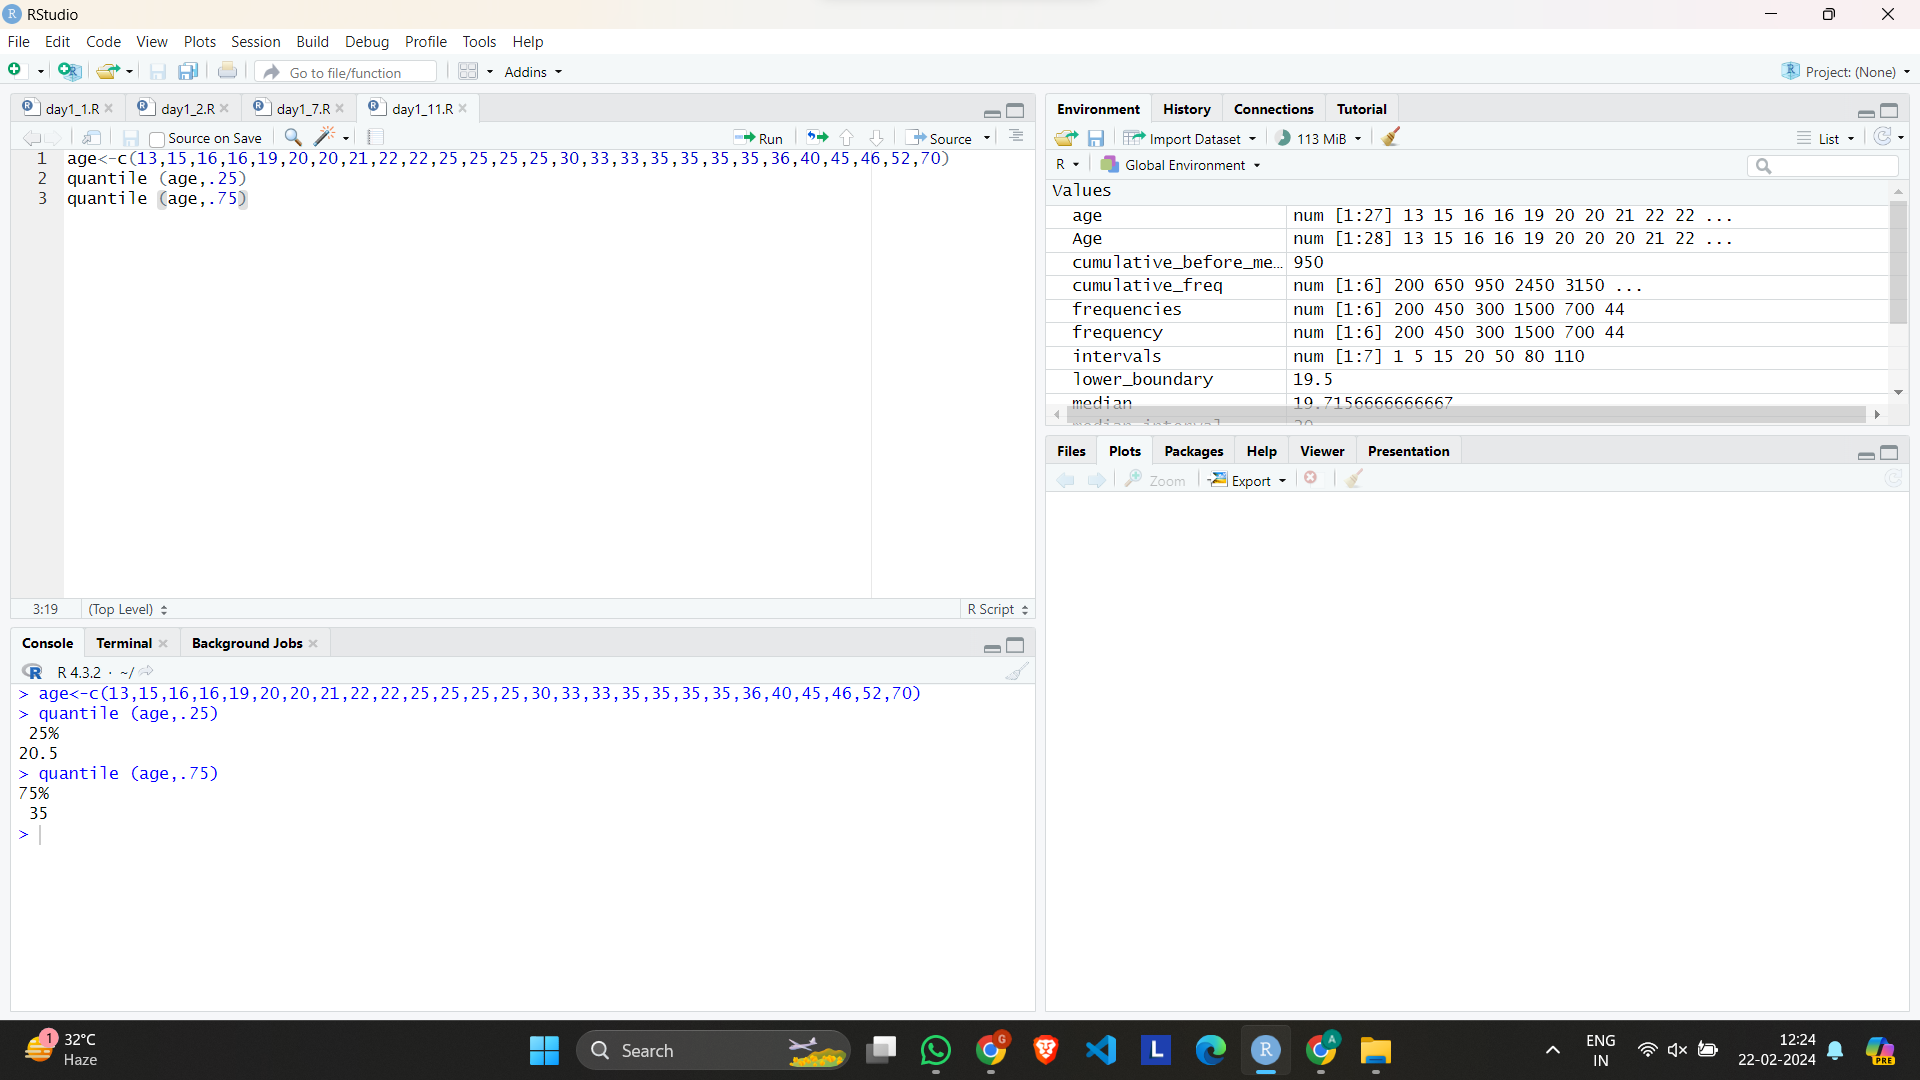 RStudio
File Edit Code View Plots Session Build Debug Profile Tools Help
Go to file/function Addins Project: (None)
day1_1.R day1_2.R day1_7.R day1_11.R
Source on Save Run Source
1 age<-c(13,15,16,16,19,20,20,21,22,22,25,25,25,25,30,33,33,35,35,35,35,36,40,45,46,52,70)
2 quantile (age,.25)
3 quantile (age,.75)
3:19 (Top Level) R Script
Console Terminal Background Jobs
R 4.3.2 · ~/
> age<-c(13,15,16,16,19,20,20,21,22,22,25,25,25,25,30,33,33,35,35,35,35,36,40,45,46,52,70)
> quantile (age,.25)
25%
20.5
> quantile (age,.75)
75%
35
>
Environment History Connections Tutorial
Import Dataset 113 MiB List
R Global Environment
Values
age num [1:27] 13 15 16 16 19 20 20 21 22 22 ...
Age num [1:28] 13 15 16 16 19 20 20 20 21 22 ...
cumulative_before_me… 950
cumulative_freq num [1:6] 200 650 950 2450 3150 ...
frequencies num [1:6] 200 450 300 1500 700 44
frequency num [1:6] 200 450 300 1500 700 44
intervals num [1:7] 1 5 15 20 50 80 110
lower_boundary 19.5
median 19.7156666666667
median_interval 20
Files Plots Packages Help Viewer Presentation
Zoom Export
1 32°C
Haze
Search
ENG
IN
12:24
22-02-2024
PRE